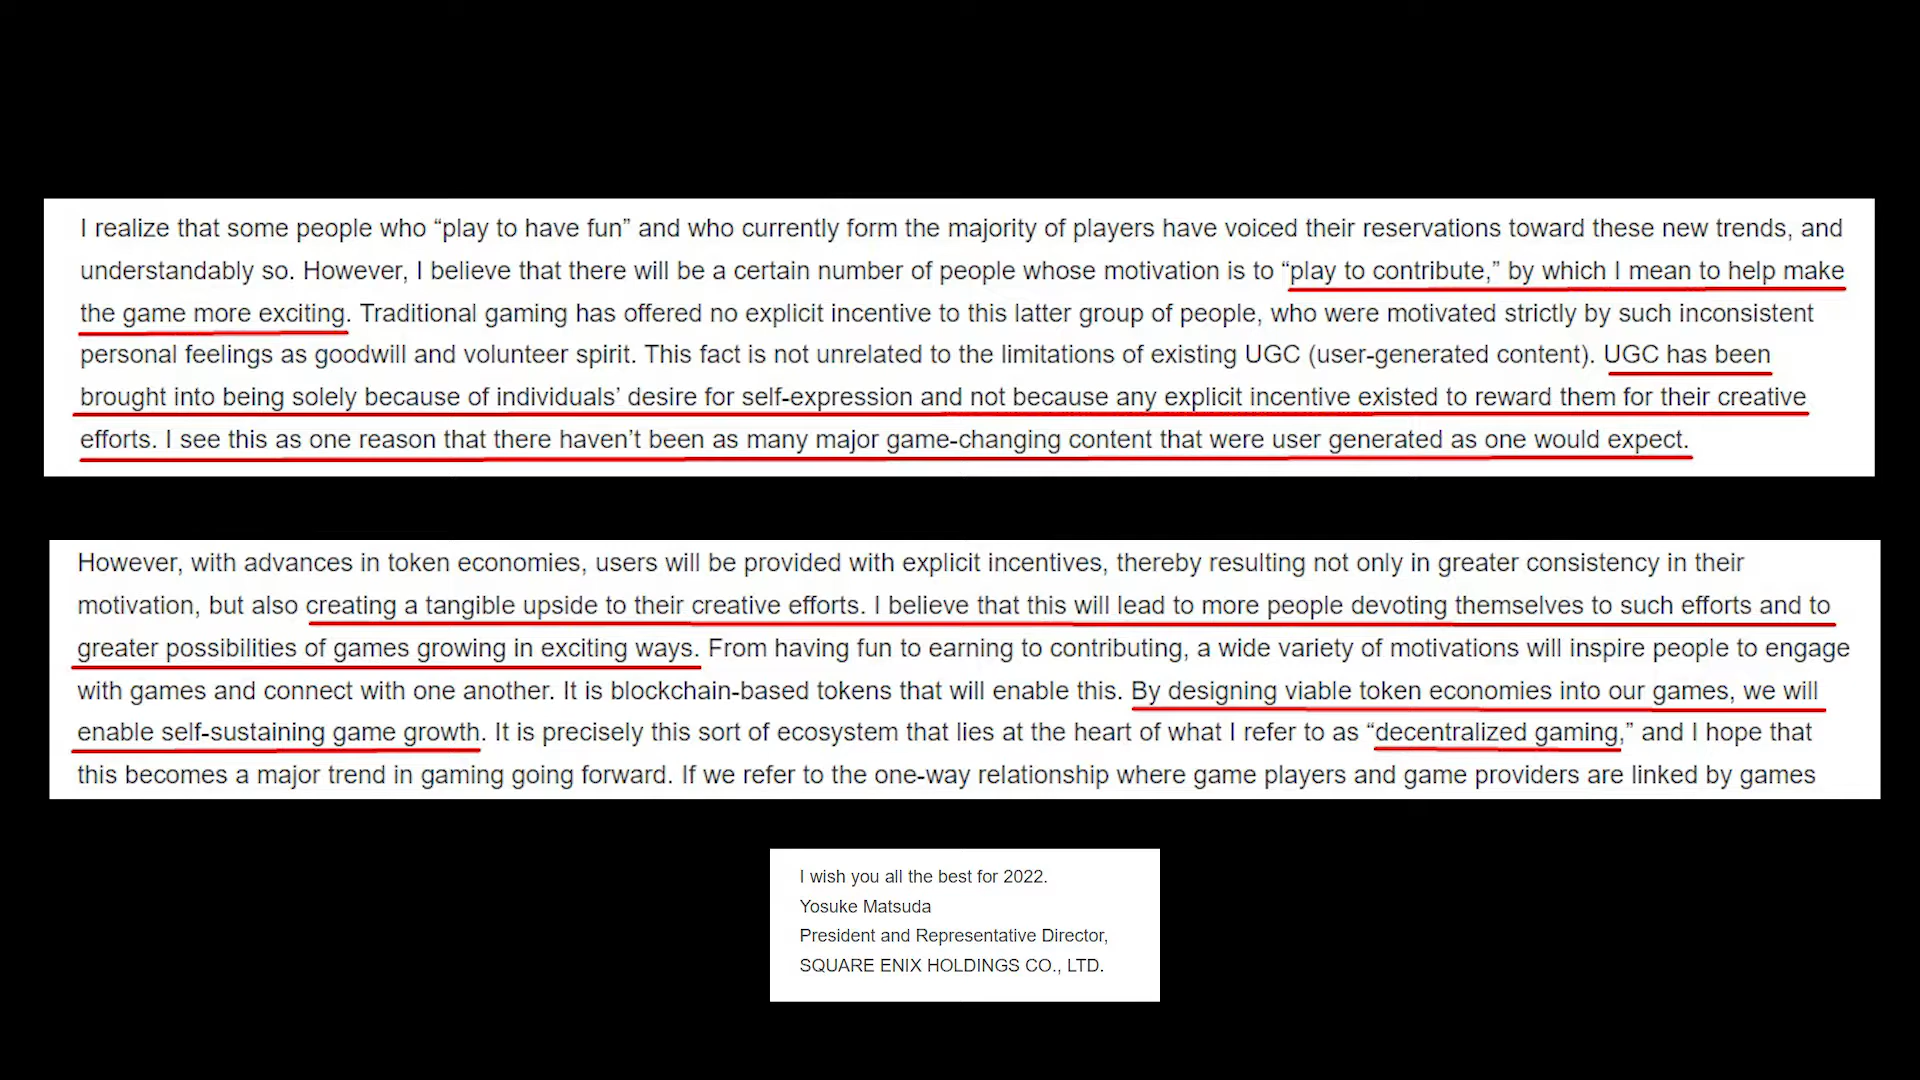 I realize that some people who “play to have fun” and who currently form the majority of players have voiced their reservations toward these new trends, and
understandably so. However, I believe that there will be a certain number of people whose motivation is to “play to contribute,” by which I mean to help make
the game more exciting. Traditional gaming has offered no explicit incentive to this latter group of people, who were motivated strictly by such inconsistent
personal feelings as goodwill and volunteer spirit. This fact is not unrelated to the limitations of existing UGC (user-generated content). UGC has been
brought into being solely because of individuals’ desire for self-expression and not because any explicit incentive existed to reward them for their creative
efforts. I see this as one reason that there haven’t been as many major game-changing content that were user generated as one would expect.
However, with advances in token economies, users will be provided with explicit incentives, thereby resulting not only in greater consistency in their
motivation, but also creating a tangible upside to their creative efforts. I believe that this will lead to more people devoting themselves to such efforts and to
greater possibilities of games growing in exciting ways. From having fun to earning to contributing, a wide variety of motivations will inspire people to engage
with games and connect with one another. It is blockchain-based tokens that will enable this. By designing viable token economies into our games, we will
enable self-sustaining game growth. It is precisely this sort of ecosystem that lies at the heart of what I refer to as “decentralized gaming,” and I hope that
this becomes a major trend in gaming going forward. If we refer to the one-way relationship where game players and game providers are linked by games
I wish you all the best for 2022.
Yosuke Matsuda
President and Representative Director,
SQUARE ENIX HOLDINGS CO., LTD.